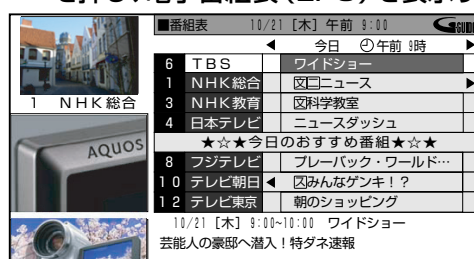 ■番組表 10/21 [木] 午前 9:00 GGUIDE
◀ 今日 午前 9時 ▶
6 TBS ワイドショー
1 NHK総合 ニュース ▶
3 NHK教育 科学教室
4 日本テレビ ニュースダッシュ
★☆★今日のおすすめ番組★☆★
8 フジテレビ プレーバック・ワールド…
10 テレビ朝日 ◀ みんなゲンキ！？
12 テレビ東京 朝のショッピング
10/21 [木] 9:00~10:00 ワイドショー
芸能人の豪邸へ潜入！特ダネ速報
1 NHK総合
AQUOS